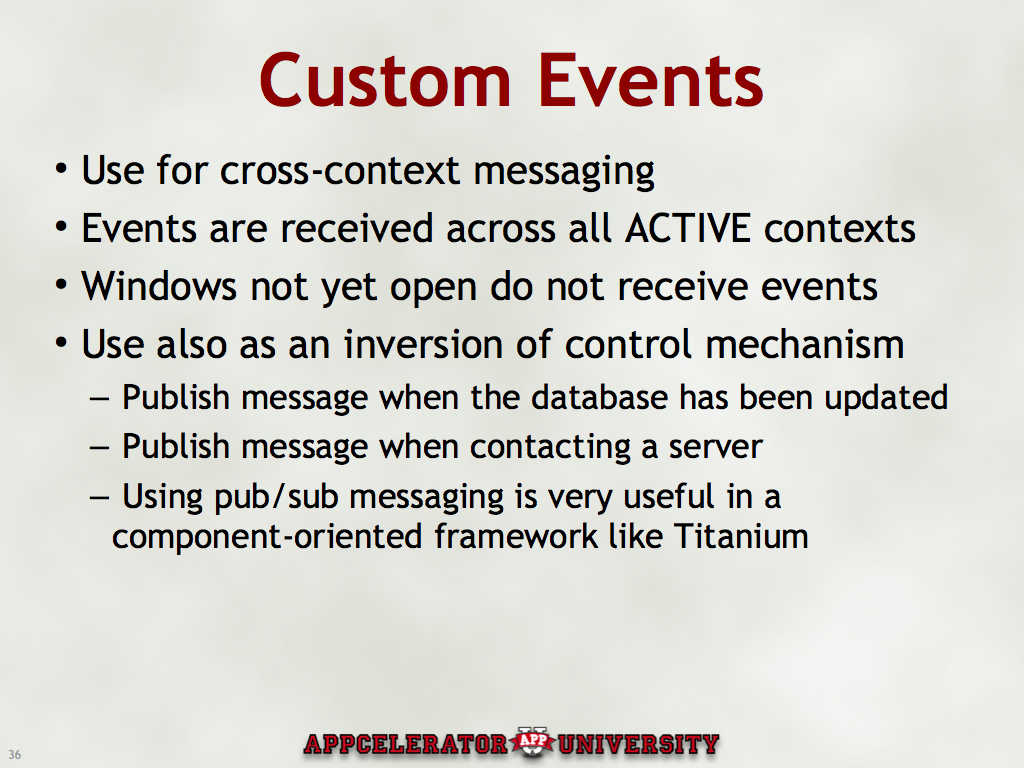 Custom Events
• Use for cross-context messaging
• Events are received across all ACTIVE contexts
• Windows not yet open do not receive events
• Use also as an inversion of control mechanism
– Publish message when the database has been updated
– Publish message when contacting a server
– Using pub/sub messaging is very useful in a
component-oriented framework like Titanium
36
APPCELERATOR U APP UNIVERSITY